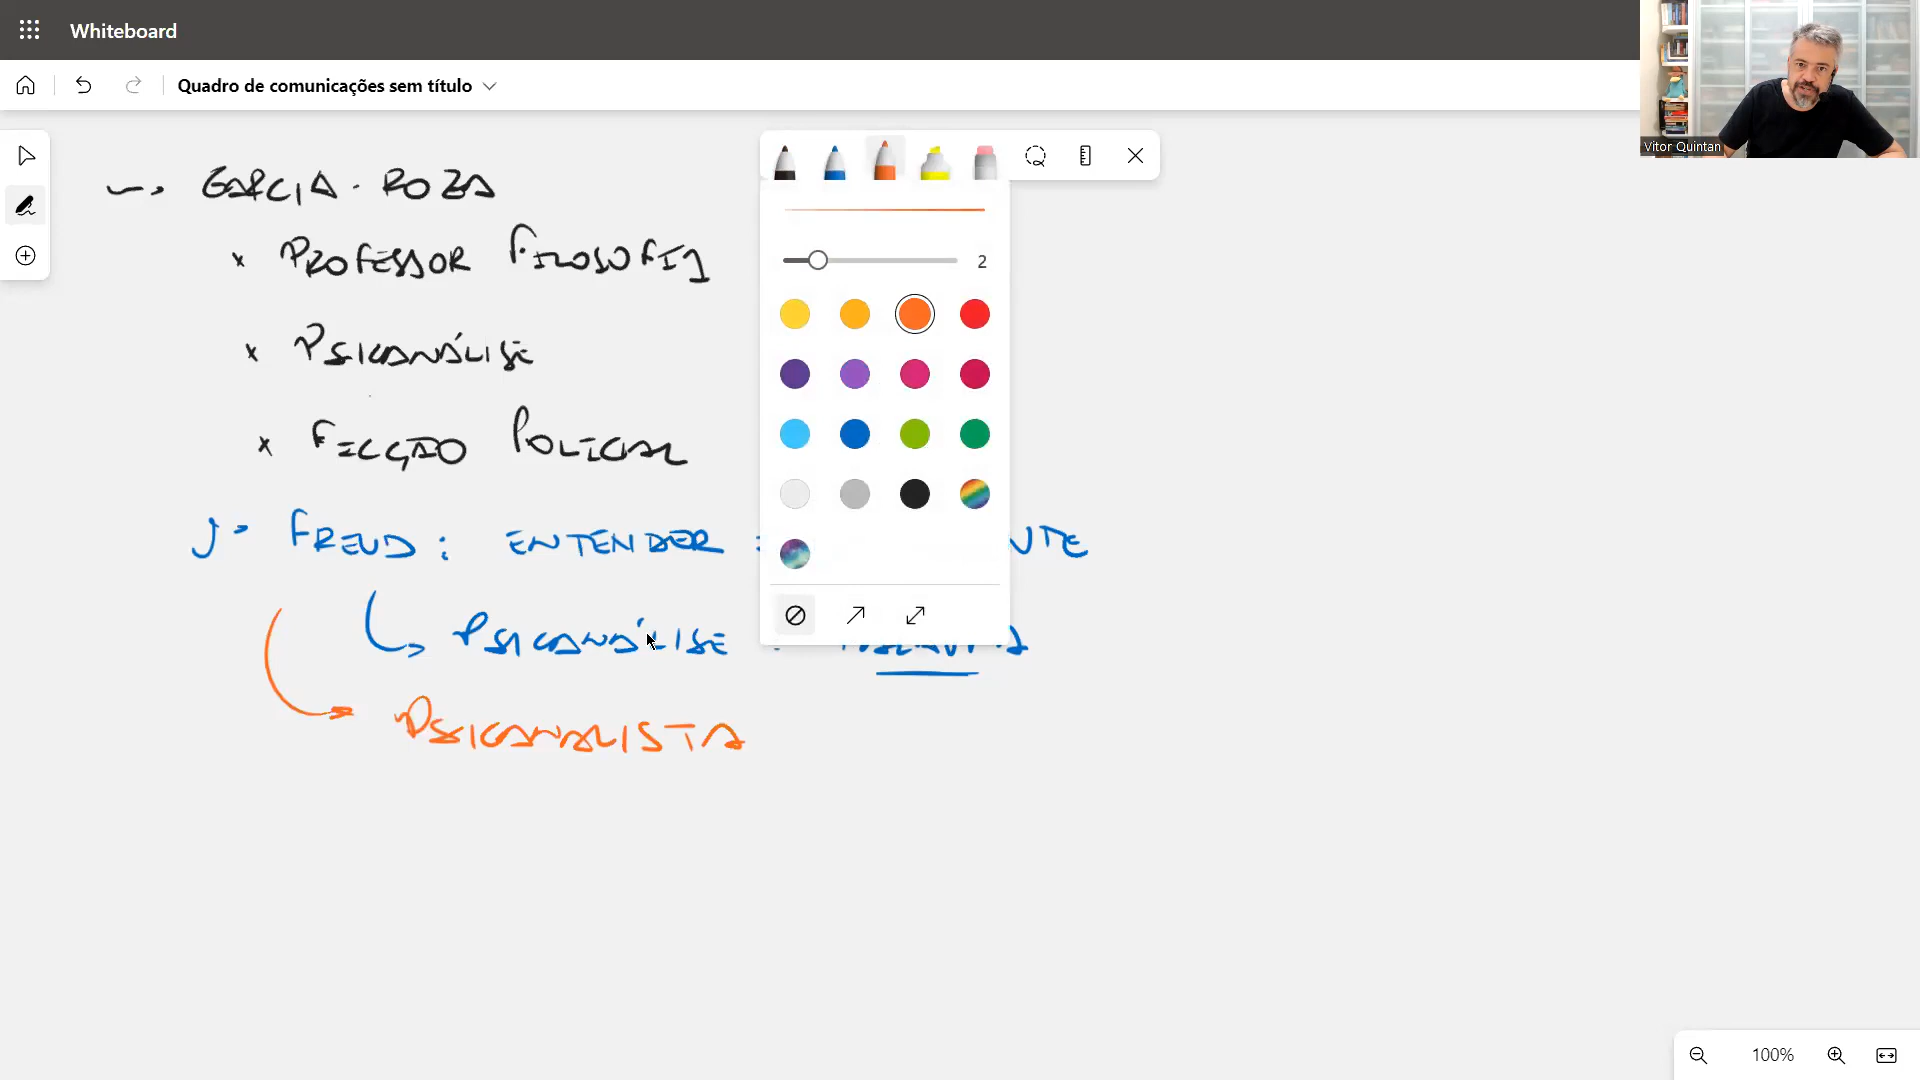 Whiteboard
Quadro de comunicações sem título
Vitor Quintan
GARCIA-ROZA
x PROFESSOR FILOSOFIA
x PSICANÁLISE
x FICÇÃO POLICIAL
FREUD: ENTENDER
PSICANÁLISE :
PSICANALISTA
2
100%